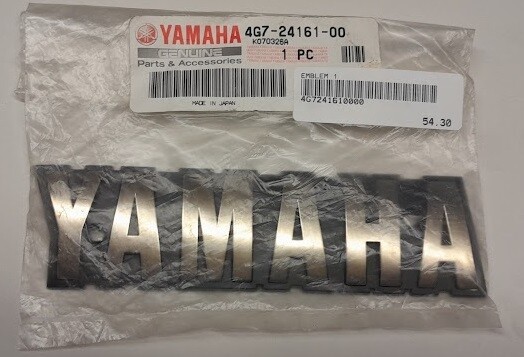 YAMAHA 4G7-24161-00
K070326A
GENUINE
Parts & Accessories
1 PC
MADE IN JAPAN
EMBLEM 1
4G7241610000
54.30
YAMAHA